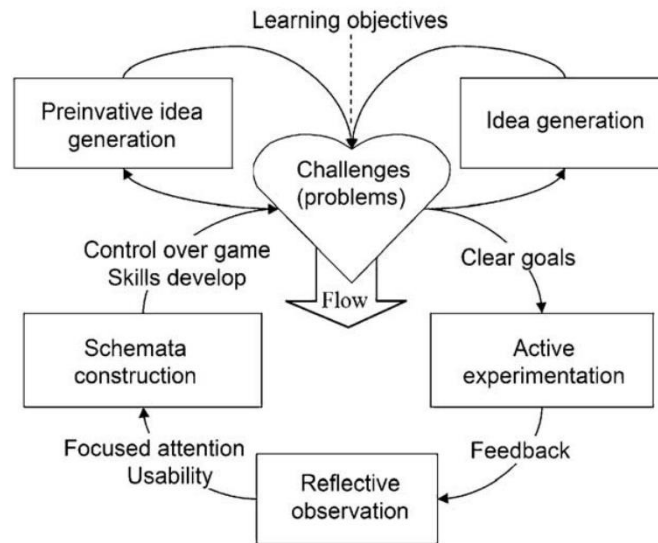 Learning objectives
Preinvative idea
generation
Idea generation
Challenges
(problems)
Control over game
Skills develop
Clear goals
Flow
Schemata
construction
Active
experimentation
Focused attention
Usability
Feedback
Reflective
observation